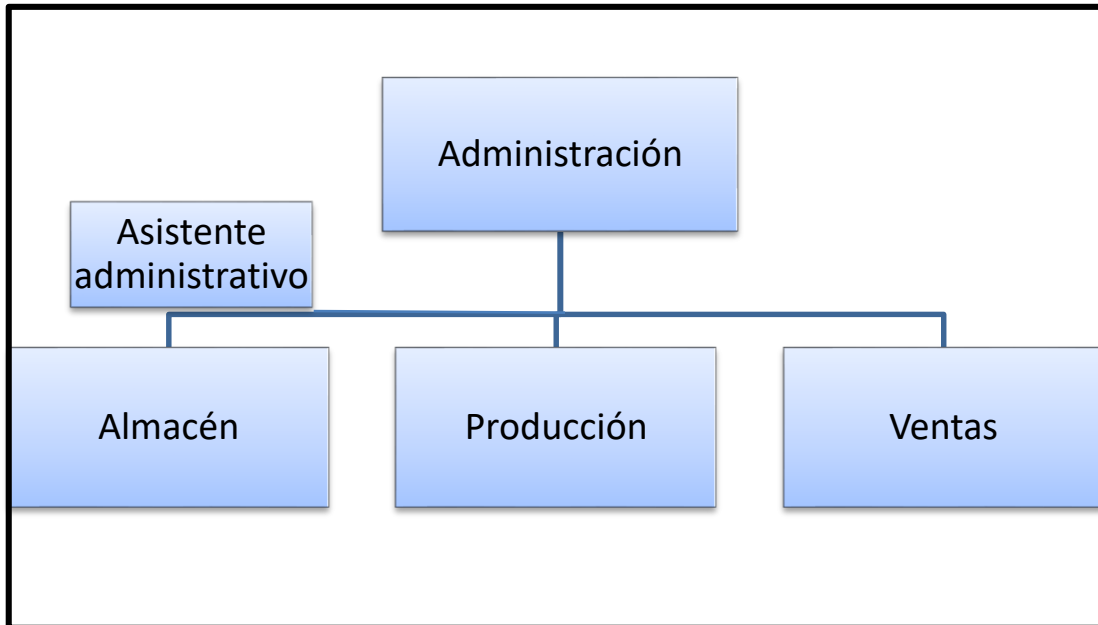 Administración
Asistente
administrativo
Almacén
Producción
Ventas